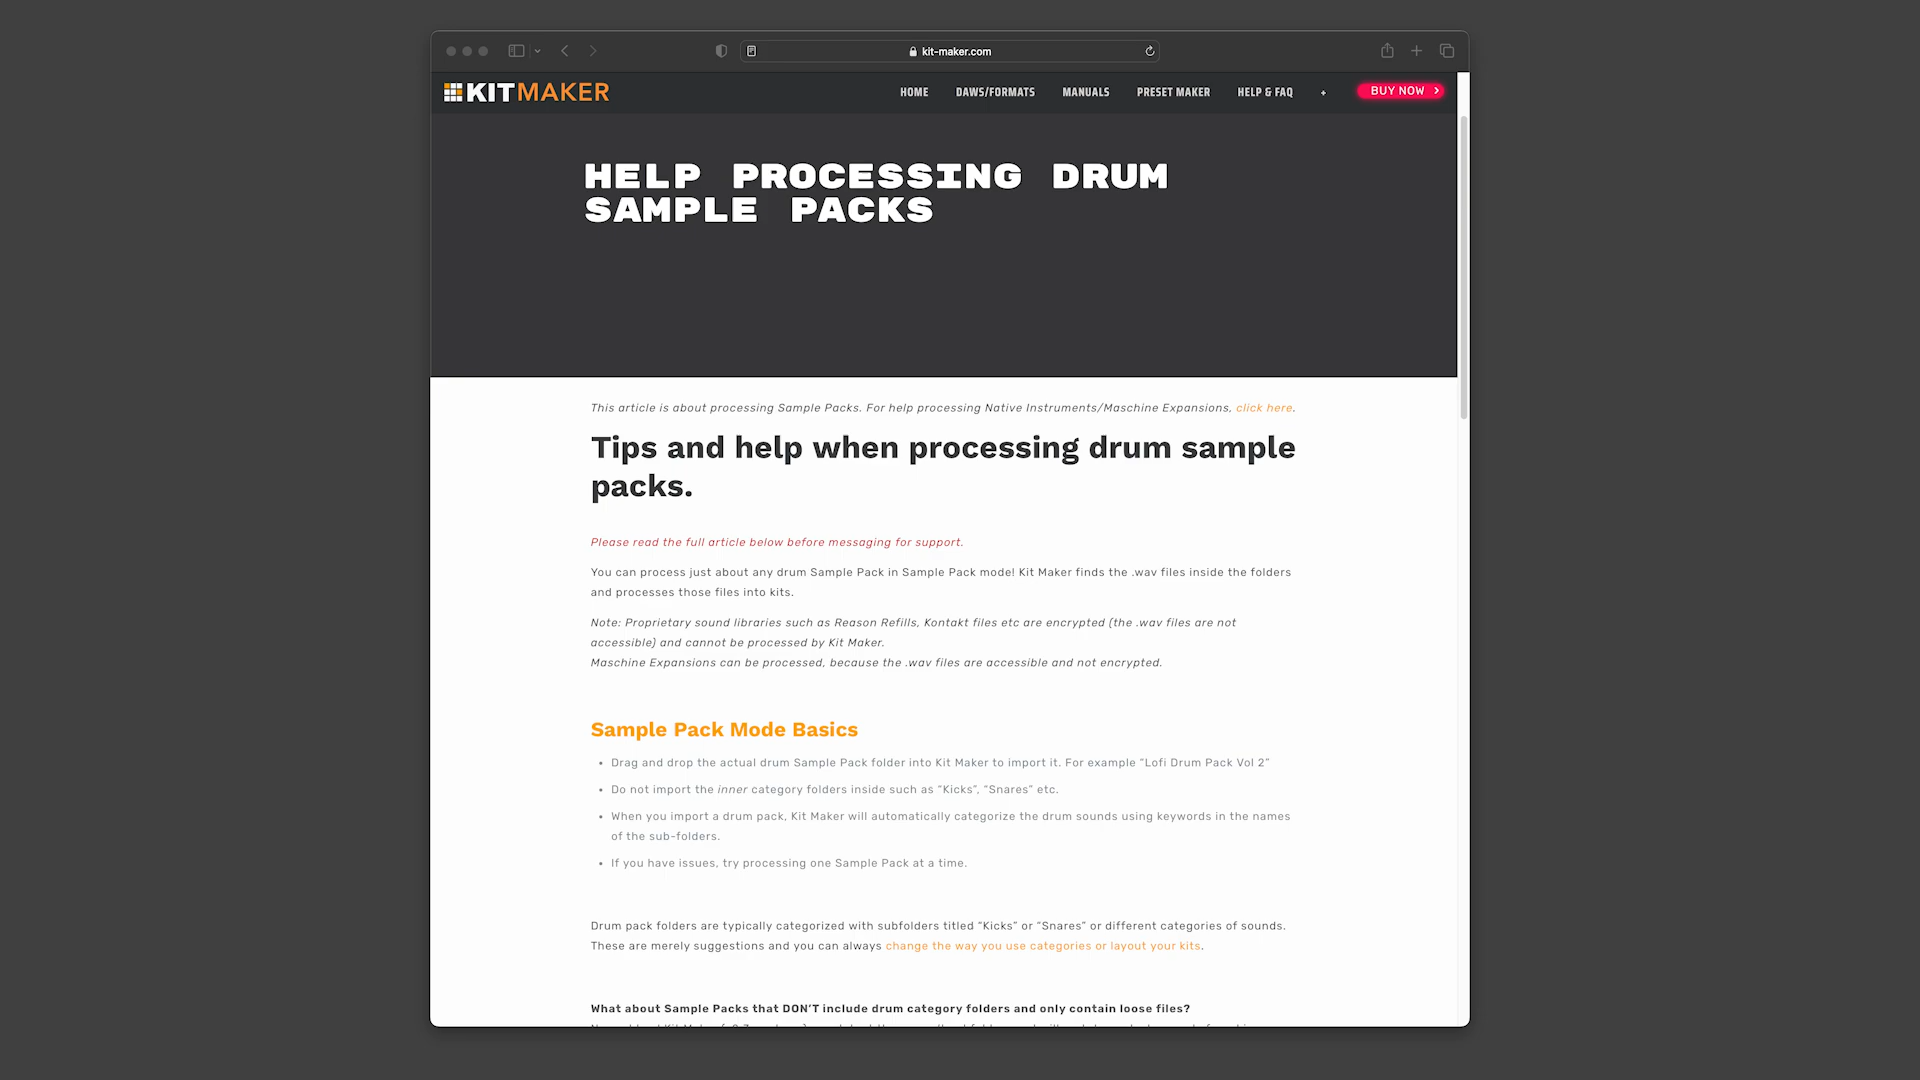 kit-maker.com
KITMAKER
HOME DAWS/FORMATS MANUALS PRESET MAKER HELP & FAQ + BUY NOW >
HELP PROCESSING DRUM
SAMPLE PACKS
This article is about processing Sample Packs. For help processing Native Instruments/Maschine Expansions, click here.
Tips and help when processing drum sample
packs.
Please read the full article below before messaging for support.
You can process just about any drum Sample Pack in Sample Pack mode! Kit Maker finds the .wav files inside the folders
and processes those files into kits.
Note: Proprietary sound libraries such as Reason Refills, Kontakt files etc are encrypted (the .wav files are not
accessible) and cannot be processed by Kit Maker.
Maschine Expansions can be processed, because the .wav files are accessible and not encrypted.
Sample Pack Mode Basics
• Drag and drop the actual drum Sample Pack folder into Kit Maker to import it. For example “Lofi Drum Pack Vol 2”
• Do not import the inner category folders inside such as “Kicks”, “Snares” etc.
• When you import a drum pack, Kit Maker will automatically categorize the drum sounds using keywords in the names
of the sub-folders.
• If you have issues, try processing one Sample Pack at a time.
Drum pack folders are typically categorized with subfolders titled “Kicks” or “Snares” or different categories of sounds.
These are merely suggestions and you can always change the way you use categories or layout your kits.
What about Sample Packs that DON’T include drum category folders and only contain loose files?